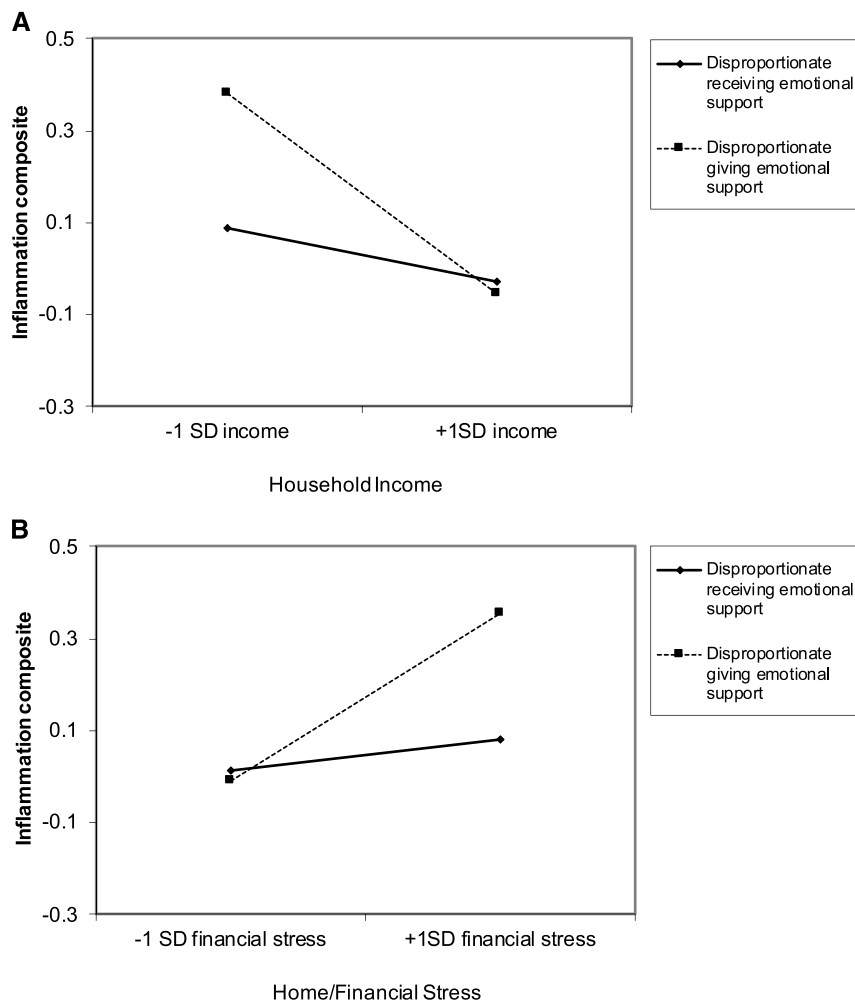 A
0.5
0.3
0.1
-0.1
-0.3
Inflammation composite
-1 SD income
+1SD income
Household Income
Disproportionate
receiving emotional
support
Disproportionate
giving emotional
support
B
0.5
0.3
0.1
-0.1
-0.3
Inflammation composite
-1 SD financial stress
+1SD financial stress
Home/Financial Stress
Disproportionate
receiving emotional
support
Disproportionate
giving emotional
support